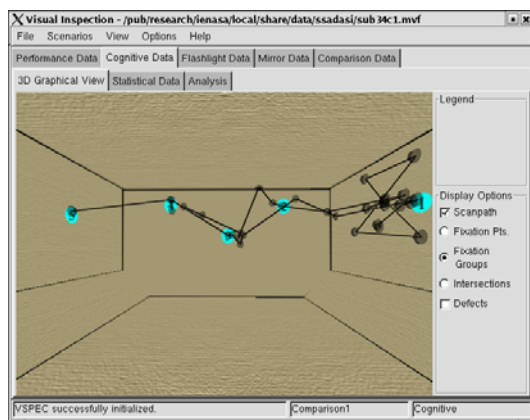 Visual Inspection - /pub/research/ienasa/local/share/data/ssadasi/sub34c1.mvf
File Scenarios View Options Help
Performance Data Cognitive Data Flashlight Data Mirror Data Comparison Data
3D Graphical View Statistical Data Analysis
Legend
Display Options
Scanpath
Fixation Pts.
Fixation
Groups
Intersections
Defects
VSPEC successfully initialized. Comparison1 Cognitive